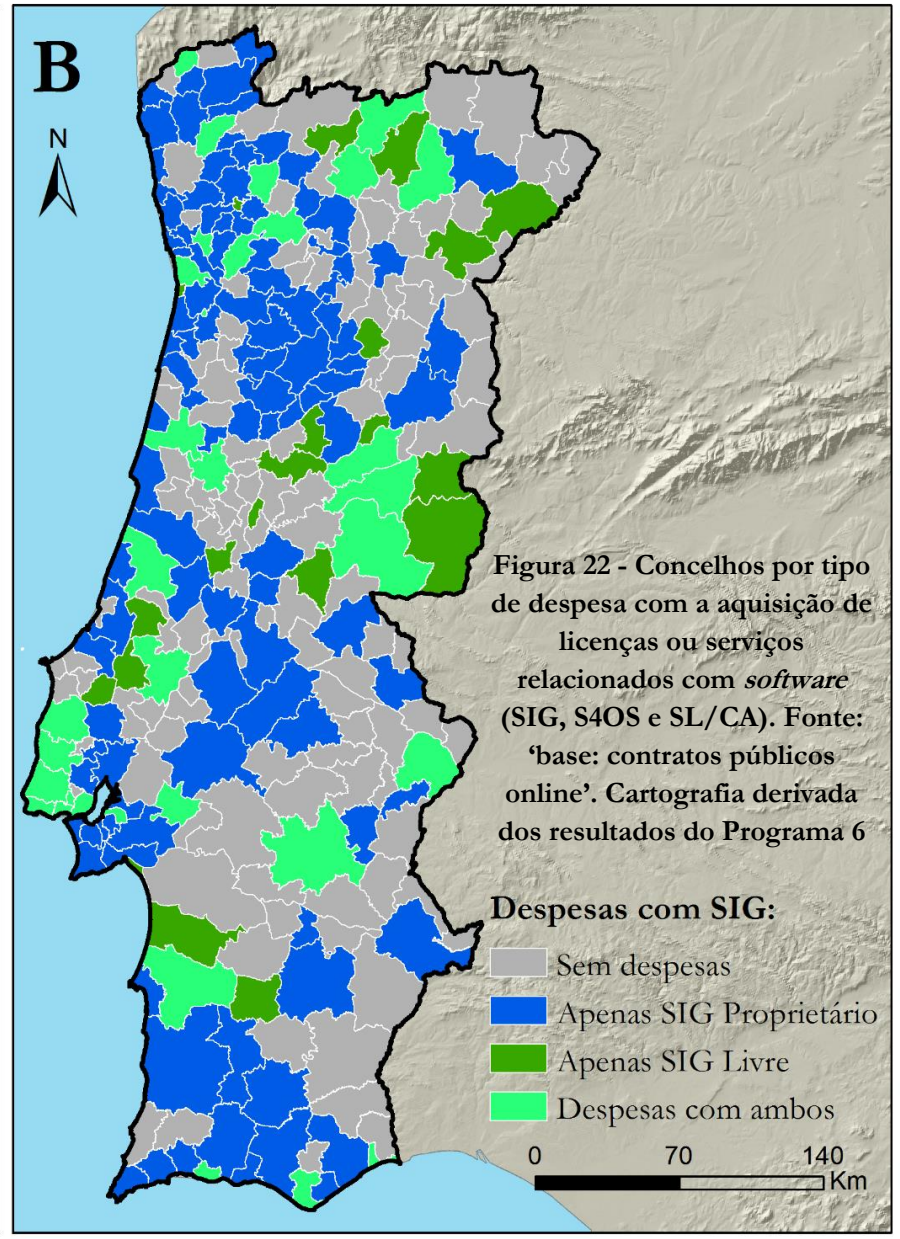 B
N
Figura 22 - Concelhos por tipo
de despesa com a aquisição de
licenças ou serviços
relacionados com software
(SIG, S4OS e SL/CA). Fonte:
‘base: contratos públicos
online’. Cartografia derivada
dos resultados do Programa 6
Despesas com SIG:
Sem despesas
Apenas SIG Proprietário
Apenas SIG Livre
Despesas com ambos
0 70 140
Km